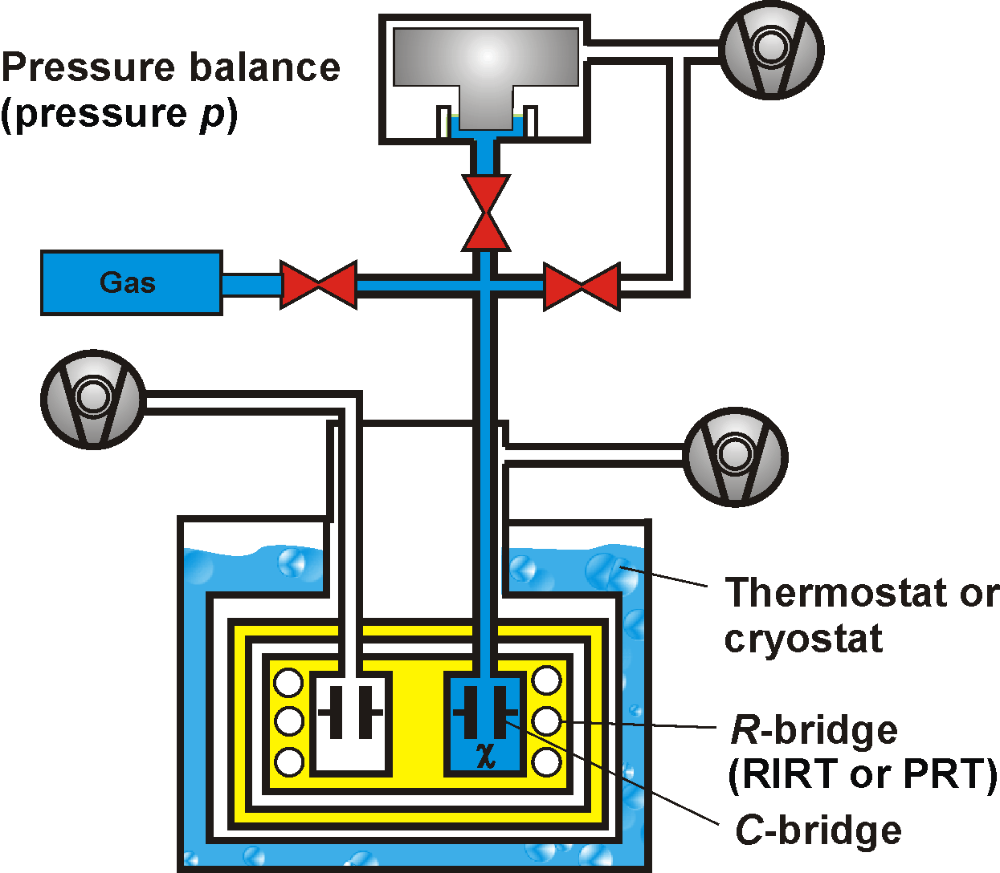 Pressure balance
(pressure p)
Gas
Thermostat or
cryostat
R-bridge
(RIRT or PRT)
χ
C-bridge